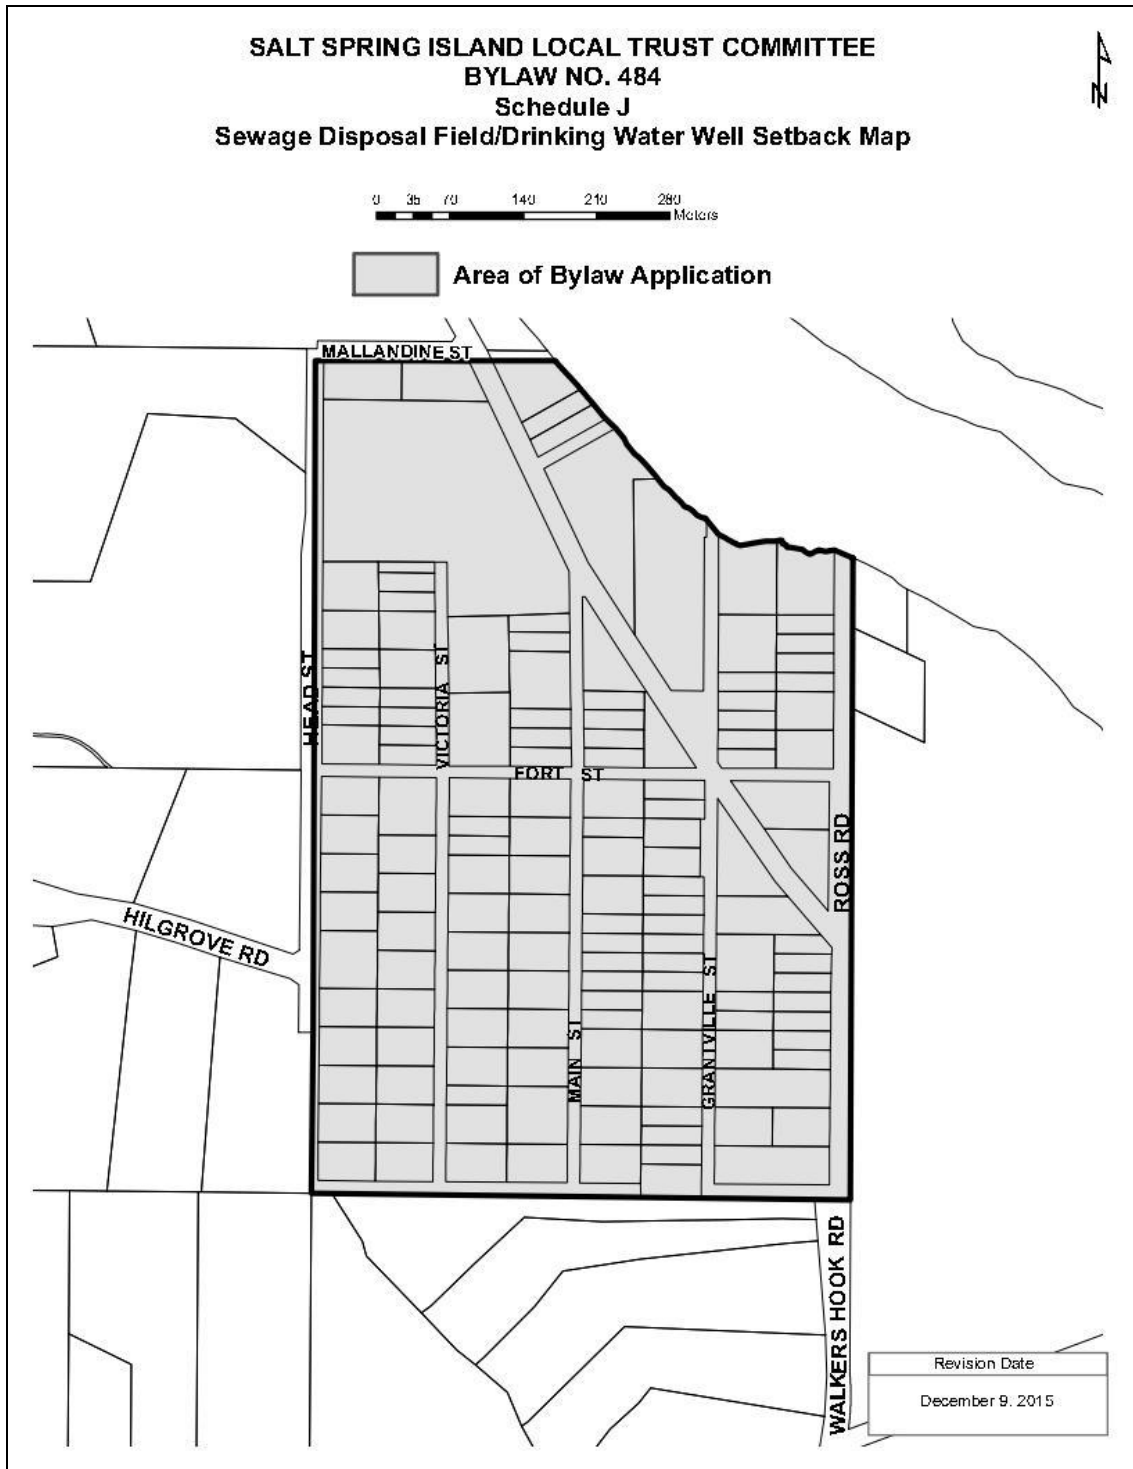 SALT SPRING ISLAND LOCAL TRUST COMMITTEE
BYLAW NO. 484
Schedule J
Sewage Disposal Field/Drinking Water Well Setback Map
N
0 35 70 140 210 280
Meters
Area of Bylaw Application
MALLANDINE ST
HEAD ST
VICTORIA ST
FORT ST
ROSS RD
HILGROVE RD
MAIN ST
GRANTVILLE ST
WALKERS HOOK RD
Revision Date
December 9. 2015